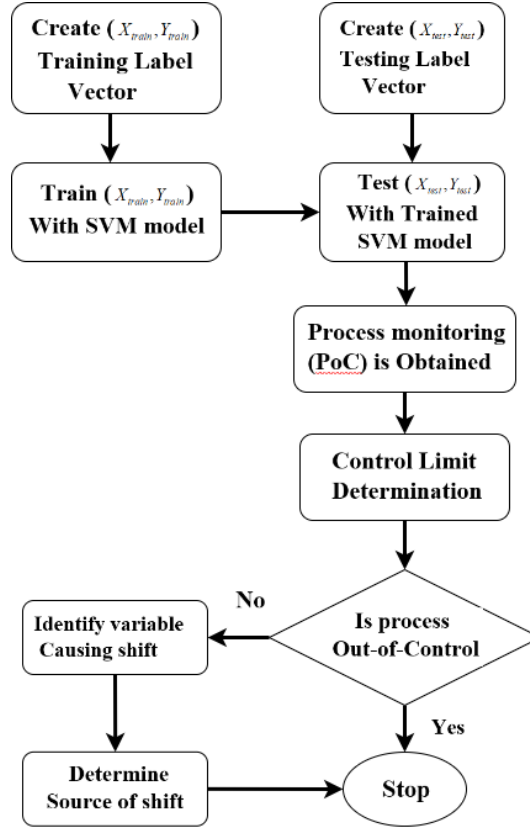 Create (X_train, Y_train)
Training Label
Vector
Create (X_test, Y_test)
Testing Label
Vector
Train (X_train, Y_train)
With SVM model
Test (X_test, Y_test)
With Trained
SVM model
Process monitoring
(PoC) is Obtained
Control Limit
Determination
Is process
Out-of-Control
No
Identify variable
Causing shift
Yes
Determine
Source of shift
Stop